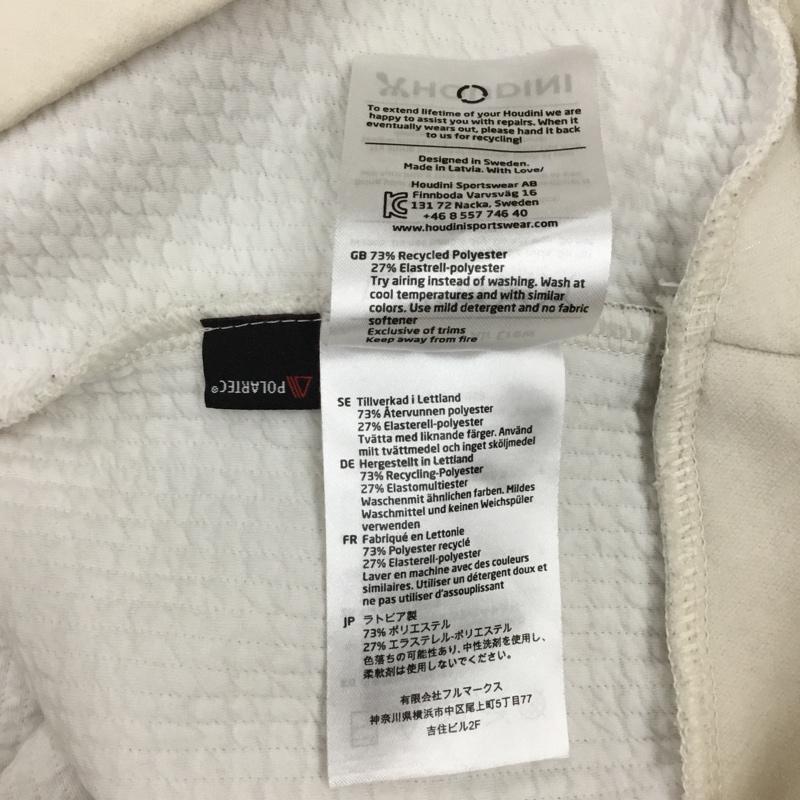 To extend lifetime of your Houdini we are
happy to assist you with repairs. When it
eventually wears out, please hand it back
to us for recycling!
Designed in Sweden.
Made in Latvia. With Love/
Houdini Sportswear AB
Finnboda Varvsväg 16
131 72 Nacka, Sweden
+46 8 557 746 40
www.houdinisportswear.com
GB 73% Recycled Polyester
27% Elastrell-polyester
Try airing instead of washing. Wash at
cool temperatures and with similar
colors. Use mild detergent and no fabric
softener
Exclusive of trims
Keep away from fire
POLARTEC®
SE Tillverkad i Lettland
73% Återvunnen polyester
27% Elasterell-polyester
Tvätta med liknande färger. Använd
milt tvättmedel och inget sköljmedel
DE Hergestellt in Lettland
73% Recycling-Polyester
27% Elastomultiester
Waschenmit ähnlichen farben. Mildes
Waschmittel und keinen Weichspüler
verwenden
FR Fabriqué en Lettonie
73% Polyester recyclé
27% Elasterell-polyester
Laver en machine avec des couleurs
similaires. Utiliser un détergent doux et
ne pas utiliser d'assouplissant
JP ラトビア製
73% ポリエステル
27% エラステレル-ポリエステル
色落ちの可能性あり、中性洗剤を使用し、
柔軟剤は使用しないでください。
有限会社フルマークス
神奈川県横浜市中区尾上町5丁目77
吉住ビル2F